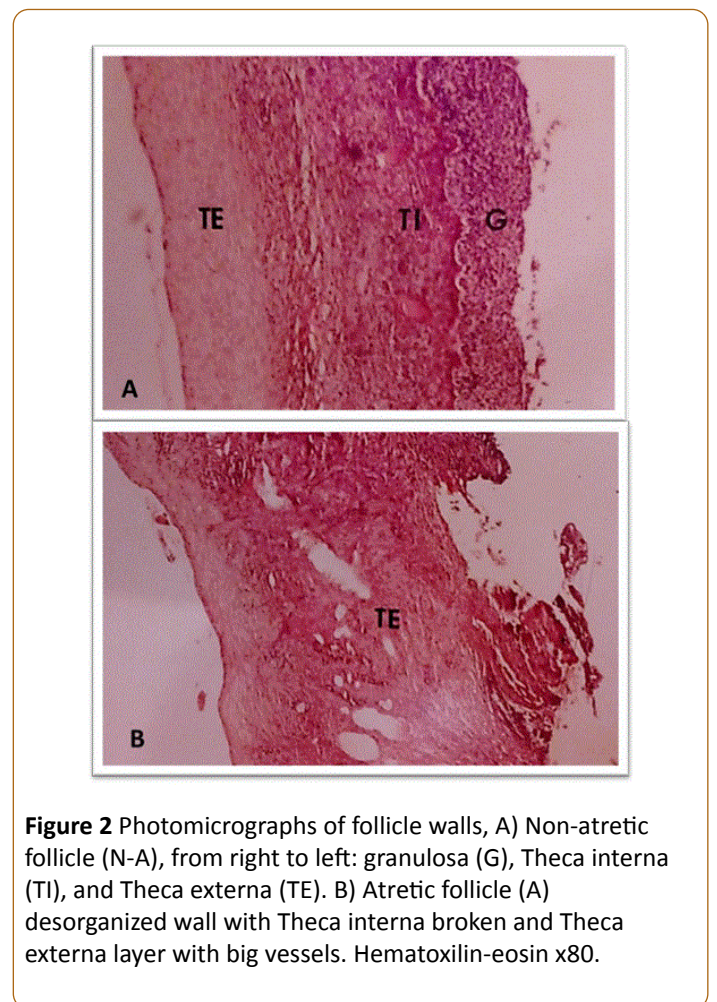 TE TI G
A
TE
B
Figure 2 Photomicrographs of follicle walls, A) Non-atretic
follicle (N-A), from right to left: granulosa (G), Theca interna
(TI), and Theca externa (TE). B) Atretic follicle (A)
desorganized wall with Theca interna broken and Theca
externa layer with big vessels. Hematoxilin-eosin x80.